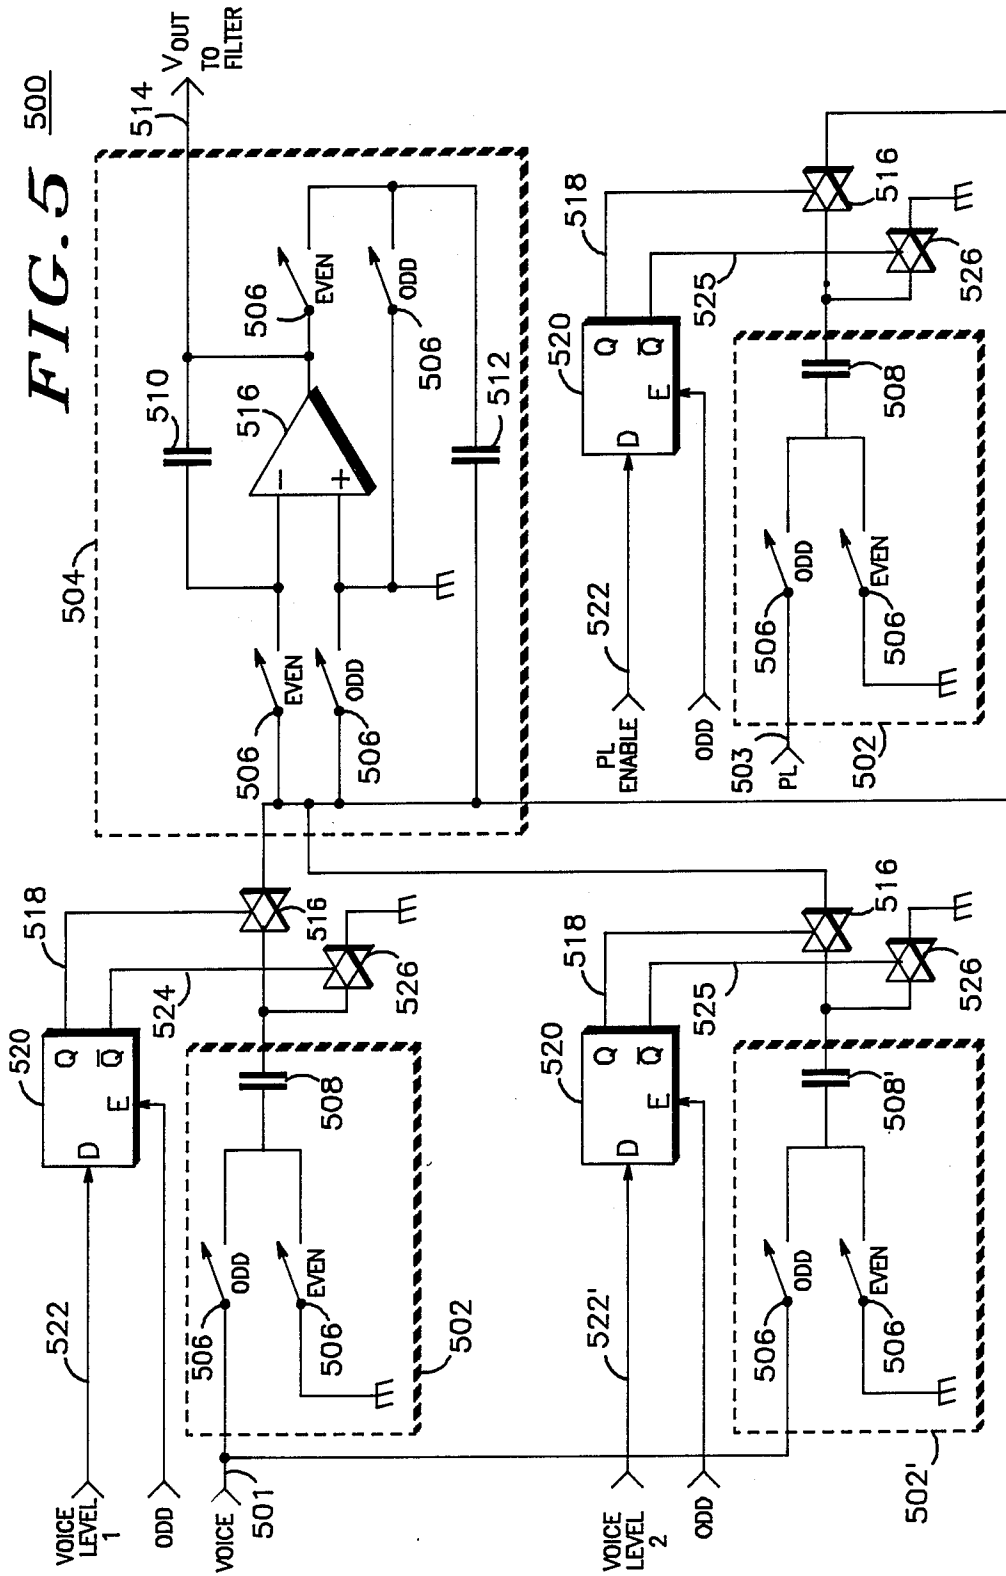 FIG. 5
500
VOICE
LEVEL
1
522
D
520
Q
Q̅
E
518
524
ODD
VOICE
501
506
ODD
EVEN
506
502
508
516
526
504
506
EVEN
ODD
506
510
516
−
+
506
EVEN
ODD
506
512
514
VOUT
TO
FILTER
VOICE
LEVEL
2
522'
D
520
Q
Q̅
E
518
525
ODD
506
ODD
EVEN
506
502'
508'
516
526
PL
ENABLE
522
D
520
Q
Q̅
E
518
525
ODD
503
PL
506
ODD
EVEN
506
502
508
516
526